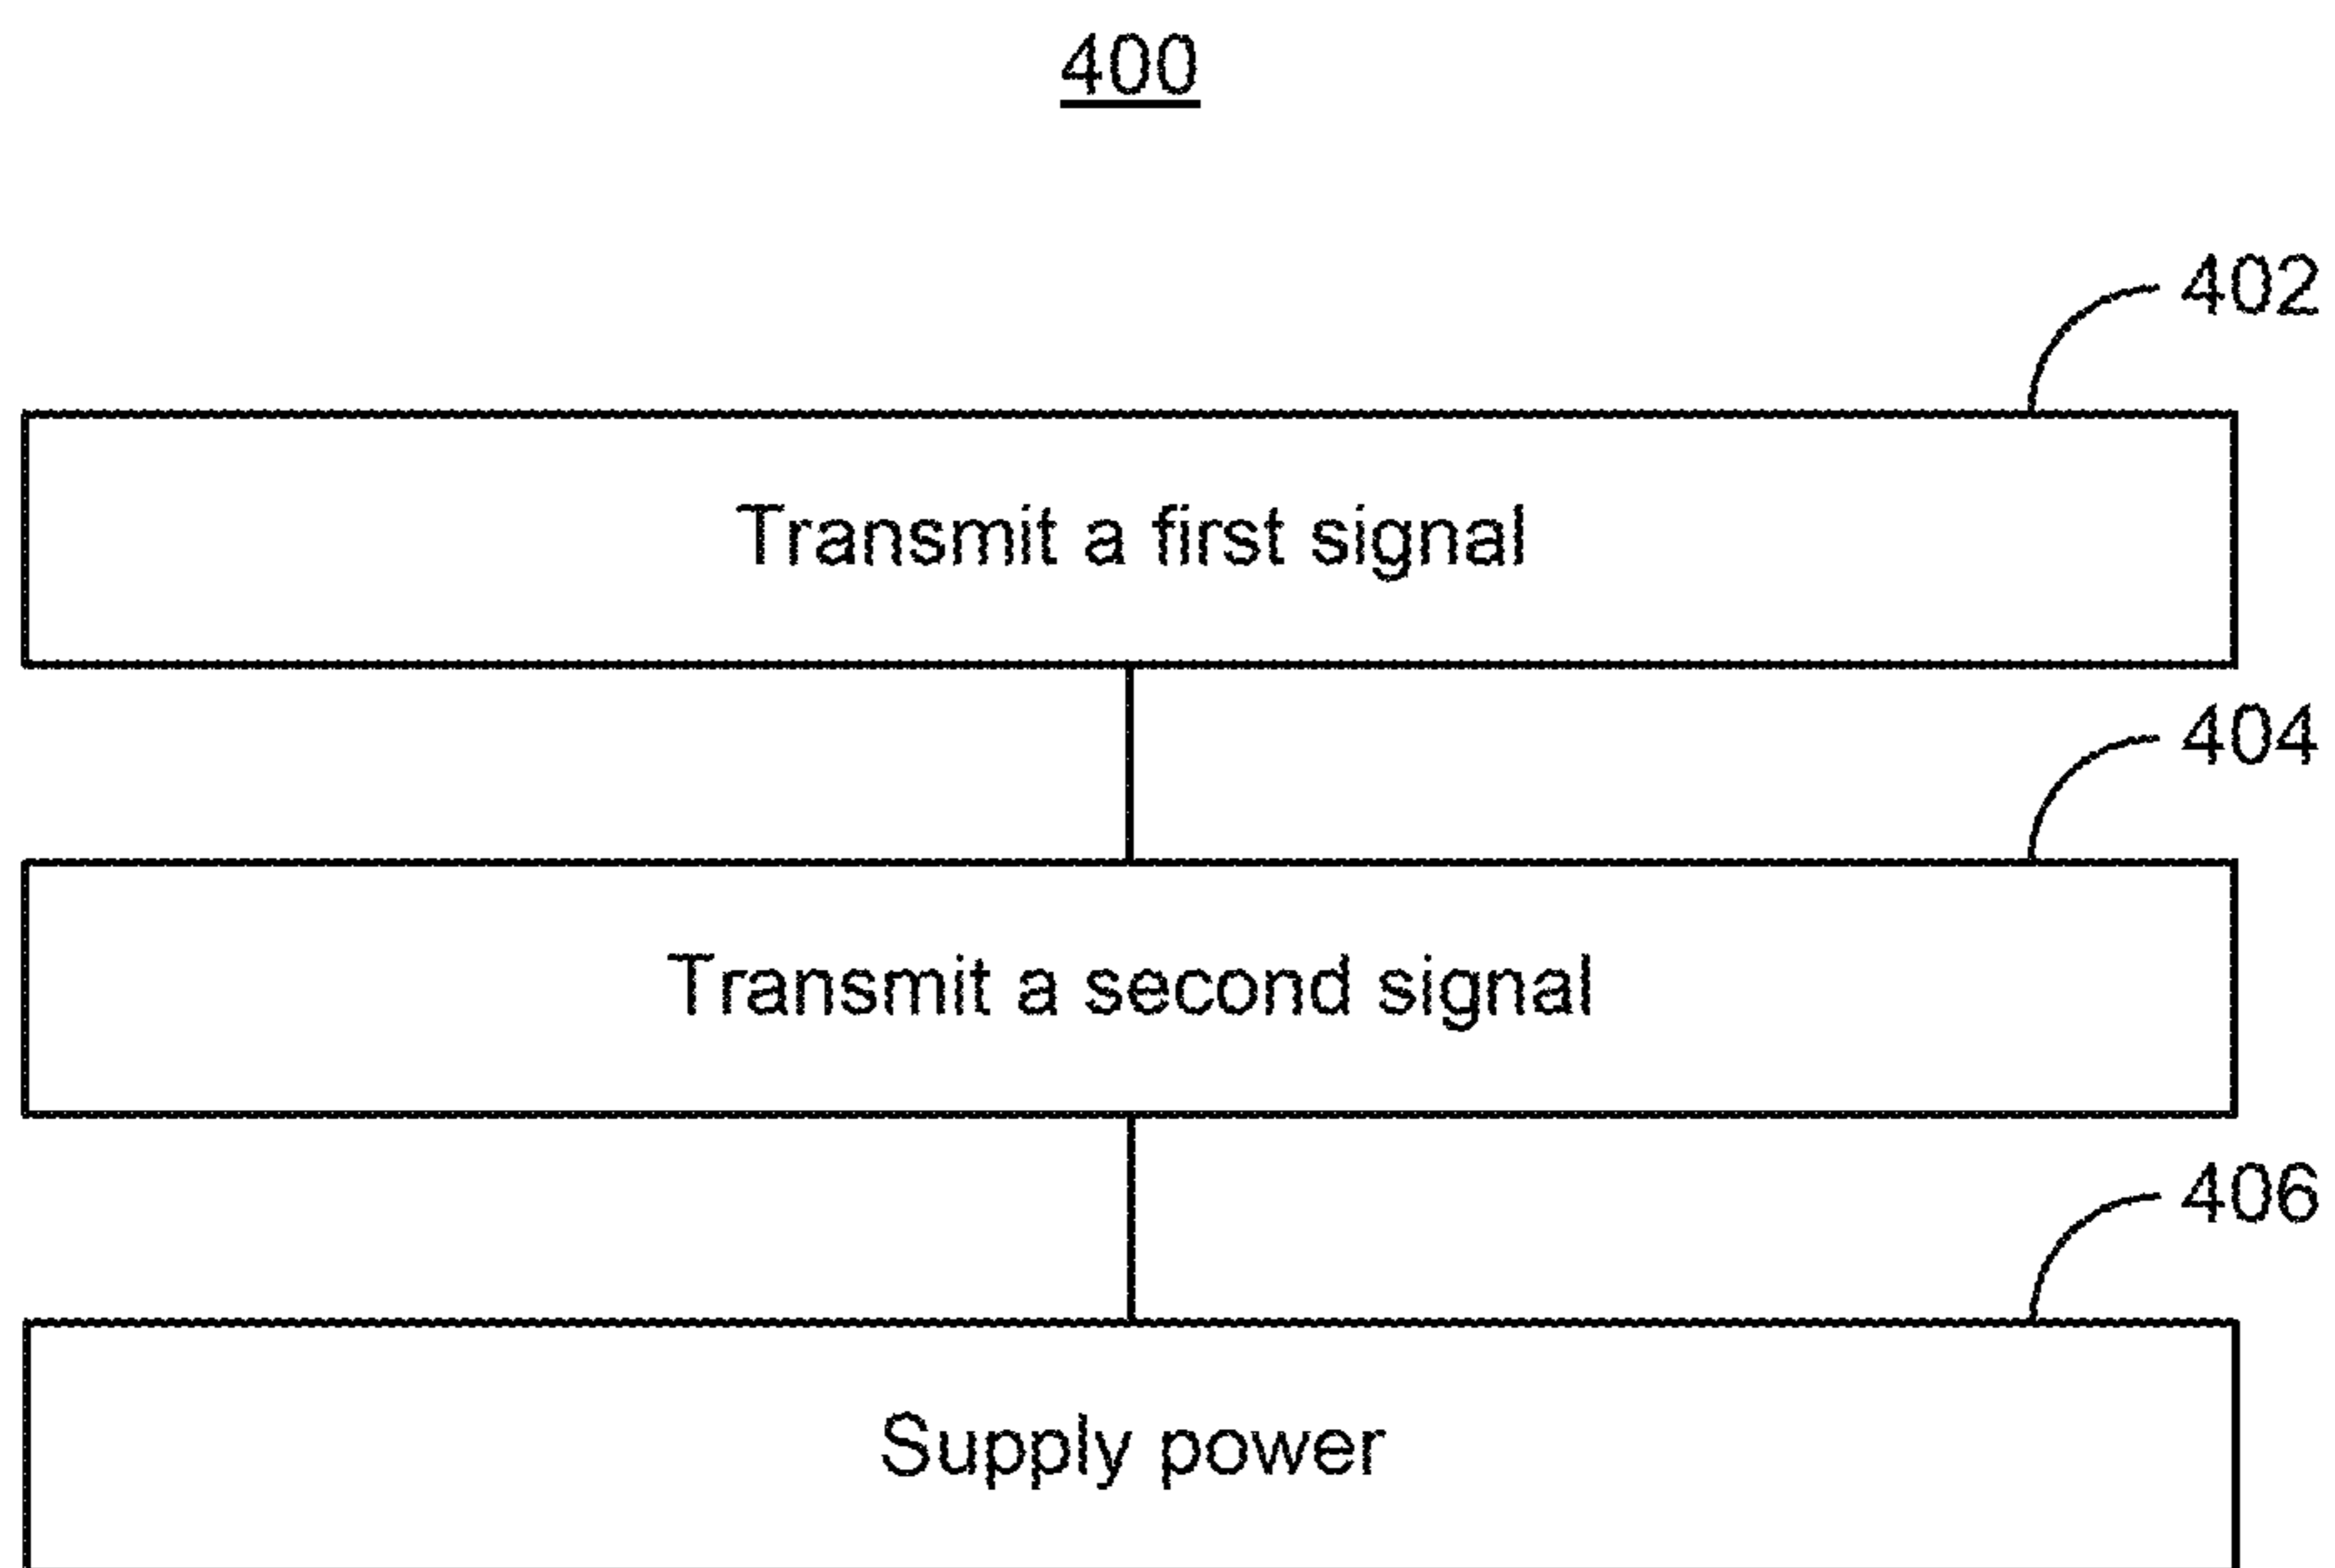 400
402
Transmit a first signal
404
Transmit a second signal
406
Supply power